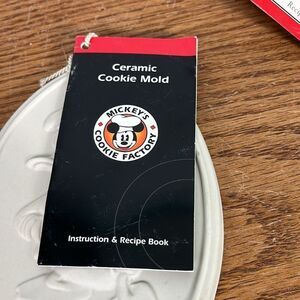 Ceramic
Cookie Mold
MICKEY'S
COOKIE FACTORY
Instruction & Recipe Book